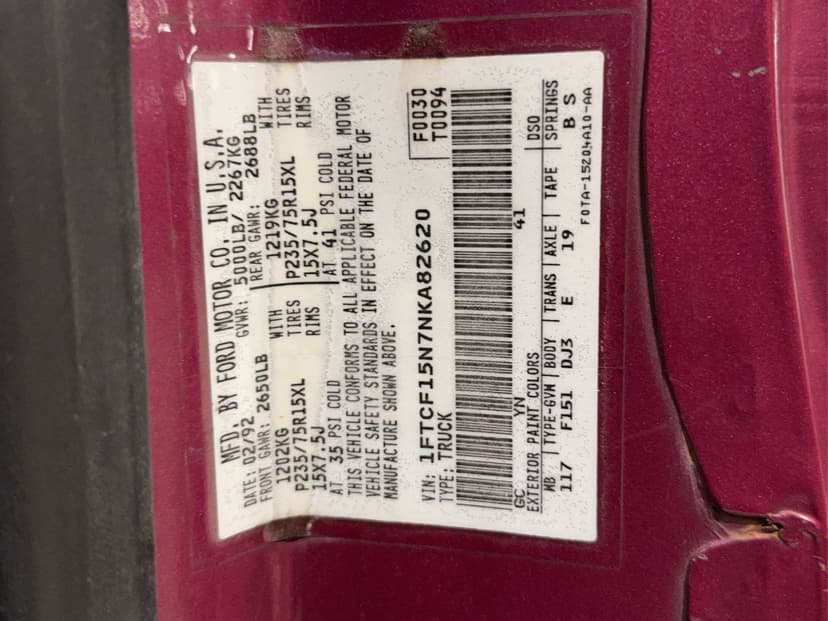 MFD. BY FORD MOTOR CO. IN U.S.A.
DATE: 02/92 GVWR: 5000LB/ 2267KG
FRONT GAWR: 2650LB REAR GAWR: 2688LB
1202KG WITH 1219KG WITH
P235/75R15XL TIRES P235/75R15XL TIRES
15X7.5J RIMS 15X7.5J RIMS
AT 35 PSI COLD AT 41 PSI COLD
THIS VEHICLE CONFORMS TO ALL APPLICABLE FEDERAL MOTOR
VEHICLE SAFETY STANDARDS IN EFFECT ON THE DATE OF
MANUFACTURE SHOWN ABOVE.
VIN: 1FTCF15N7NKA82620 F0030
TYPE: TRUCK T0094
GC YN 41
EXTERIOR PAINT COLORS DSO
WB TYPE-GVM BODY TRANS AXLE TAPE SPRINGS
117 F151 DJ3 E 19 B S
F0TA-15204A10-AA